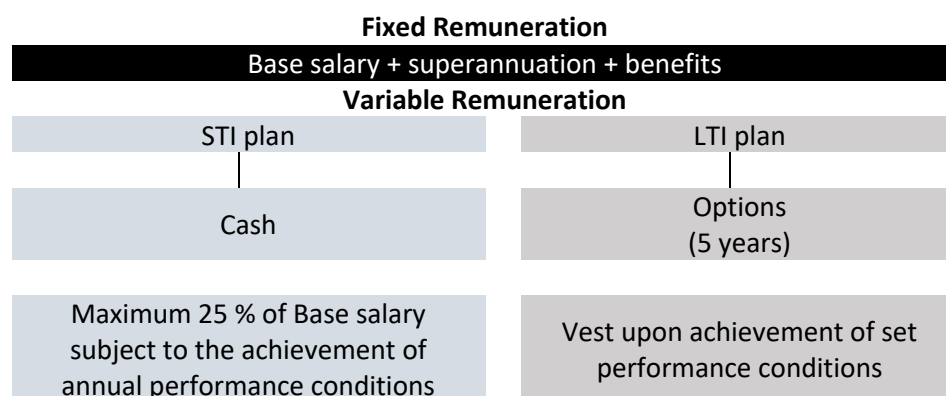 Fixed Remuneration
Base salary + superannuation + benefits
Variable Remuneration
STI plan
LTI plan
Cash
Options
(5 years)
Maximum 25 % of Base salary
subject to the achievement of
annual performance conditions
Vest upon achievement of set
performance conditions